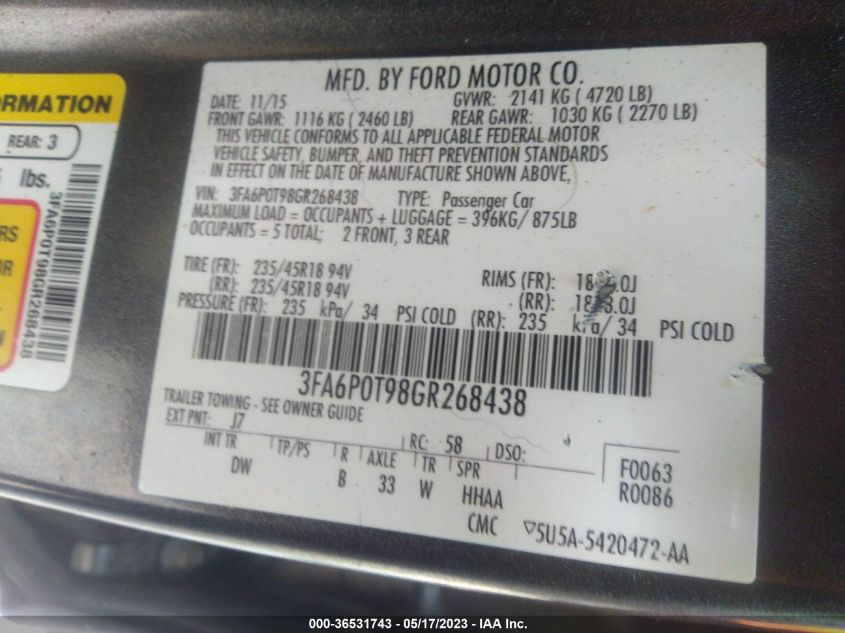 MFD. BY FORD MOTOR CO.
DATE: 11/15 GVWR: 2141 KG ( 4720 LB)
FRONT GAWR: 1116 KG ( 2460 LB) REAR GAWR: 1030 KG ( 2270 LB)
THIS VEHICLE CONFORMS TO ALL APPLICABLE FEDERAL MOTOR
VEHICLE SAFETY, BUMPER, AND THEFT PREVENTION STANDARDS
IN EFFECT ON THE DATE OF MANUFACTURE SHOWN ABOVE,
VIN: 3FA6P0T98GR268438 TYPE: Passenger Car
MAXIMUM LOAD = OCCUPANTS + LUGGAGE = 396KG/ 875LB
OCCUPANTS = 5 TOTAL; 2 FRONT, 3 REAR
TIRE (FR): 235/45R18 94V RIMS (FR):
(RR): 235/45R18 94V (RR):
PRESSURE (FR): 235 kPa/ 34 PSI COLD (RR): 235 kPa/ 34 PSI COLD
3FA6P0T98GR268438
TRAILER TOWING - SEE OWNER GUIDE
EXT PNT: J7 RC: 58 DSO:
INT TR TP/PS R AXLE TR SPR F0063
DW B 33 W HHAA R0086
CMC ▽5U5A-5420472-AA
ORMATION
REAR: 3
lbs.
3FA6P0T98GR268438
RS
OR
N
000-36531743 - 05/17/2023 - IAA Inc.